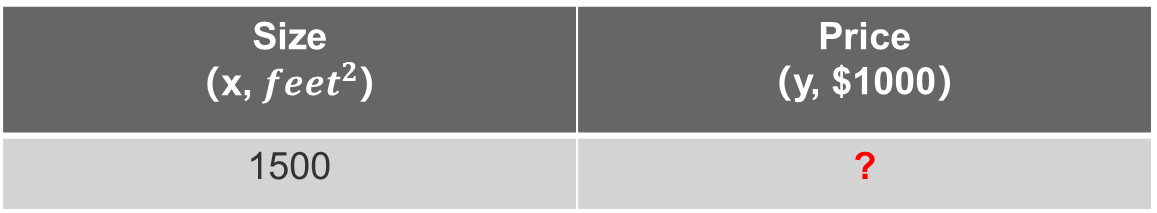 Size
(x, feet²)
Price
(y, $1000)
1500
?